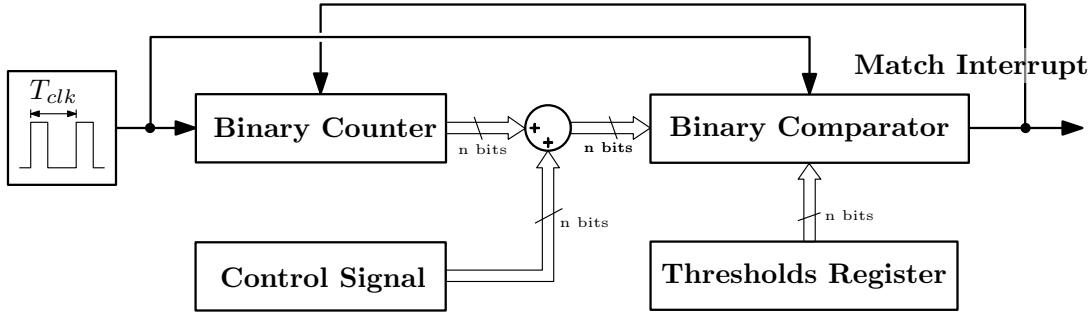 Match Interrupt
T_clk
Binary Counter
n bits
+
+
n bits
Binary Comparator
n bits
n bits
Control Signal
Thresholds Register